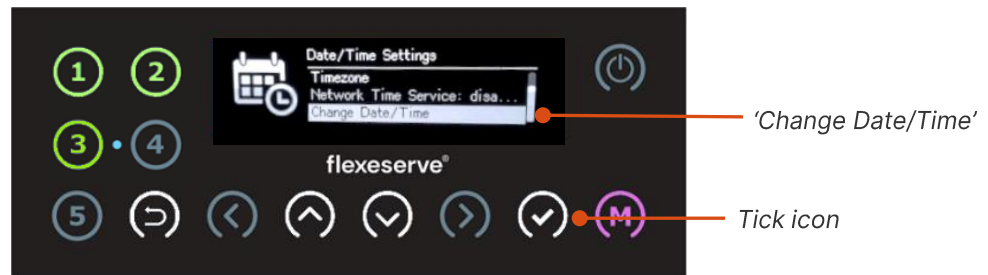 1 2
Date/Time Settings
Timezone
Network Time Service: disa...
Change Date/Time
'Change Date/Time'
3 4
flexeserve®
5 M
Tick icon